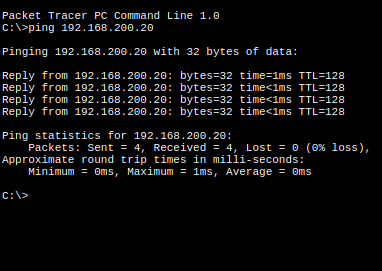 Packet Tracer PC Command Line 1.0
C:\>ping 192.168.200.20
Pinging 192.168.200.20 with 32 bytes of data:
Reply from 192.168.200.20: bytes=32 time=1ms TTL=128
Reply from 192.168.200.20: bytes=32 time<1ms TTL=128
Reply from 192.168.200.20: bytes=32 time<1ms TTL=128
Reply from 192.168.200.20: bytes=32 time<1ms TTL=128
Ping statistics for 192.168.200.20:
    Packets: Sent = 4, Received = 4, Lost = 0 (0% loss),
Approximate round trip times in milli-seconds:
    Minimum = 0ms, Maximum = 1ms, Average = 0ms
C:\>